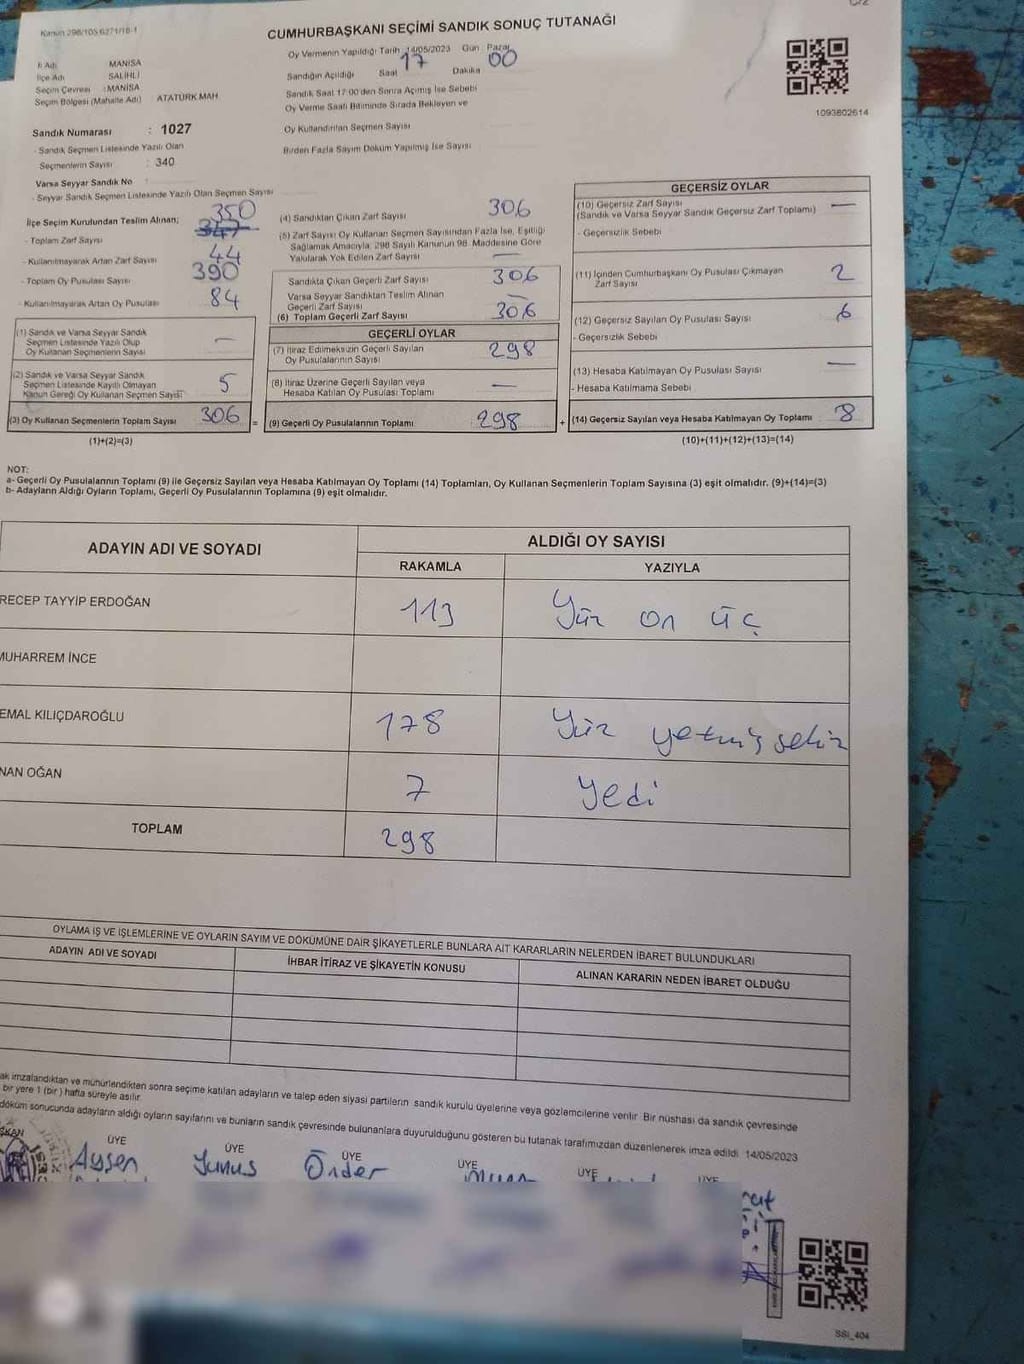 Kanun 298/105 6271/18-1
CUMHURBAŞKANI SEÇİMİ SANDIK SONUÇ TUTANAĞI
İl Adı MANİSA
İlçe Adı SALİHLİ
Seçim Çevresi : MANİSA
Seçim Bölgesi (Mahalle Adı) ATATÜRK MAH.
Sandık Numarası : 1027
- Sandık Seçmen Listesinde Yazılı Olan
Seçmenlerin Sayısı : 340
Varsa Seyyar Sandık No :
- Seyyar Sandık Seçmen Listesinde Yazılı Olan Seçmen Sayısı
Oy Vermenin Yapıldığı Tarih 14/05/2023 Gün Pazar
Sandığın Açıldığı Saat 17 Dakika 00
Sandık Saat 17:00'den Sonra Açmış İse Sebebi
Oy Verme Saati Bitiminde Sırada Bekleyen ve
Oy Kullandırılan Seçmen Sayısı
Birden Fazla Sayım Döküm Yapılmış İse Sayısı
1093802614
İlçe Seçim Kurulundan Teslim Alınan; 350
- Toplam Zarf Sayısı 347
- Kullanılmayarak Artan Zarf Sayısı 44
- Toplam Oy Pusulası Sayısı 390
- Kullanılmayarak Artan Oy Pusulası 84
(1) Sandık ve Varsa Seyyar Sandık
Seçmen Listesinde Yazılı Olup
Oy Kullanan Seçmenlerin Sayısı —
(2) Sandık ve Varsa Seyyar Sandık
Seçmen Listesinde Kayıtlı Olmayan
Kanun Gereği Oy Kullanan Seçmen Sayısı 5
(3) Oy Kullanan Seçmenlerin Toplam Sayısı 306 =
(1)+(2)=(3)
(4) Sandıktan Çıkan Zarf Sayısı 306
(5) Zarf Sayısı Oy Kullanan Seçmen Sayısından Fazla İse, Eşitliği
Sağlamak Amacıyla, 298 Sayılı Kanunun 98. Maddesine Göre
Yakılarak Yok Edilen Zarf Sayısı —
Sandıkta Çıkan Geçerli Zarf Sayısı 306
Varsa Seyyar Sandıktan Teslim Alınan
Geçerli Zarf Sayısı —
(6) Toplam Geçerli Zarf Sayısı 306
GEÇERLİ OYLAR
(7) İtiraz Edilmeksizin Geçerli Sayılan
Oy Pusulalarının Sayısı 298
(8) İtiraz Üzerine Geçerli Sayılan veya
Hesaba Katılan Oy Pusulası Toplamı —
(9) Geçerli Oy Pusulalarının Toplamı 298 +
GEÇERSİZ OYLAR
(10) Geçersiz Zarf Sayısı —
(Sandık ve Varsa Seyyar Sandık Geçersiz Zarf Toplamı)
- Geçersizlik Sebebi
(11) İçinden Cumhurbaşkanı Oy Pusulası Çıkmayan
Zarf Sayısı 2
(12) Geçersiz Sayılan Oy Pusulası Sayısı 6
- Geçersizlik Sebebi
(13) Hesaba Katılmayan Oy Pusulası Sayısı —
- Hesaba Katılmama Sebebi
(14) Geçersiz Sayılan veya Hesaba Katılmayan Oy Toplamı 8
(10)+(11)+(12)+(13)=(14)
NOT:
a- Geçerli Oy Pusulalarının Toplamı (9) ile Geçersiz Sayılan veya Hesaba Katılmayan Oy Toplamı (14) Toplamları, Oy Kullanan Seçmenlerin Toplam Sayısına (3) eşit olmalıdır. (9)+(14)=(3)
b- Adayların Aldığı Oyların Toplamı, Geçerli Oy Pusulalarının Toplamına (9) eşit olmalıdır.
ADAYIN ADI VE SOYADI ALDIĞI OY SAYISI
RAKAMLA YAZIYLA
RECEP TAYYİP ERDOĞAN 113 Yüz on üç
MUHARREM İNCE
EMAL KILIÇDAROĞLU 178 Yüz yetmiş sekiz
NAN OĞAN 7 Yedi
TOPLAM 298
OYLAMA İŞ VE İŞLEMLERİNE VE OYLARIN SAYIM VE DÖKÜMÜNE DAİR ŞİKAYETLERLE BUNLARA AİT KARARLARIN NELERDEN İBARET BULUNDUKLARI
ADAYIN ADI VE SOYADI İHBAR İTİRAZ VE ŞİKAYETİN KONUSU ALINAN KARARIN NEDEN İBARET OLDUĞU
ak imzalandıktan ve mühürlendikten sonra seçime katılan adayların ve talep eden siyasi partilerin sandık kurulu üyelerine veya gözlemcilerine verilir. Bir nüshası da sandık çevresinde
bir yere 1 (bir) hafta süreyle asılır.
döküm sonucunda adayların aldığı oyların sayılarını ve bunların sandık çevresinde bulunanlara duyurulduğunu gösteren bu tutanak tarafımızdan düzenlenerek imza edildi. 14/05/2023
ÜYE ÜYE ÜYE ÜYE ÜYE ÜYE
Aysen Yunus Önder
SSİ_404